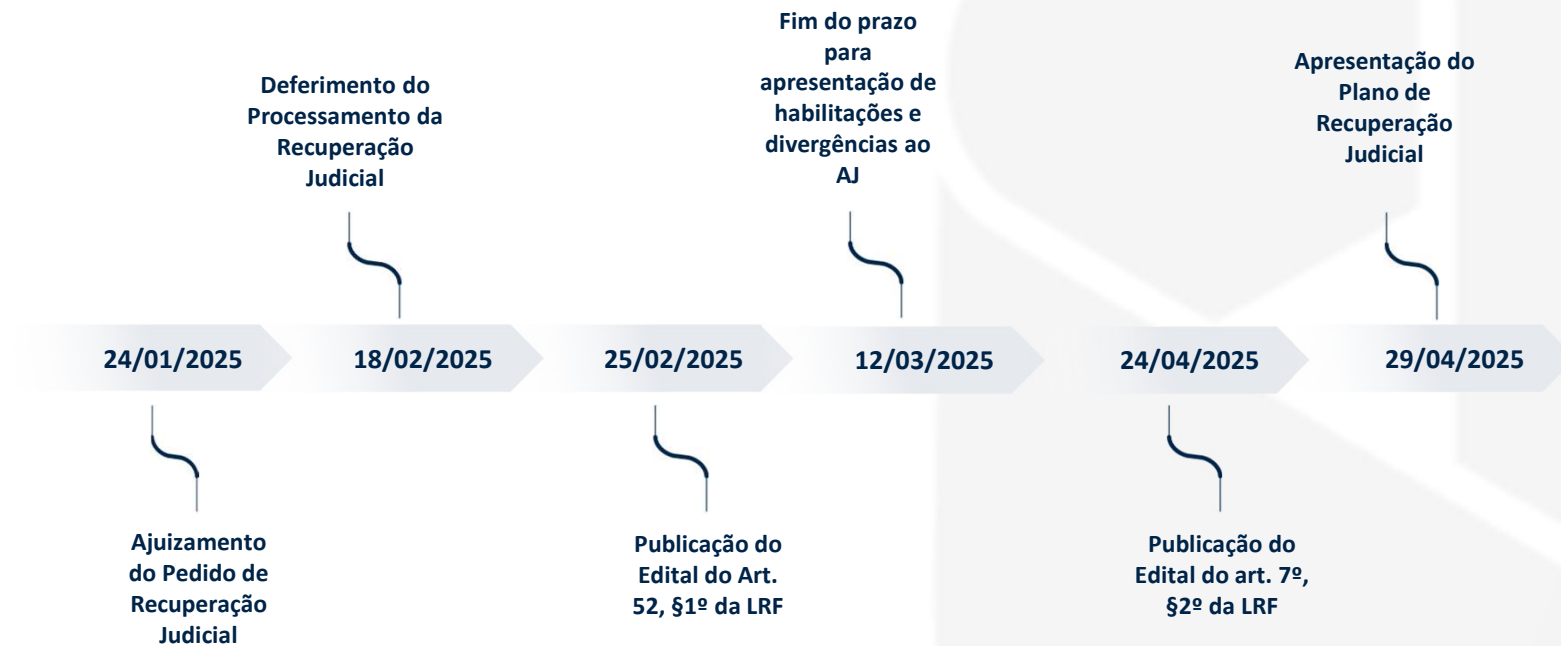 24/01/2025
Ajuizamento
do Pedido de
Recuperação
Judicial
Deferimento do
Processamento da
Recuperação
Judicial
18/02/2025
25/02/2025
Publicação do
Edital do Art.
52, §1º da LRF
Fim do prazo
para
apresentação de
habilitações e
divergências ao
AJ
12/03/2025
24/04/2025
Publicação do
Edital do art. 7º,
§2º da LRF
Apresentação do
Plano de
Recuperação
Judicial
29/04/2025